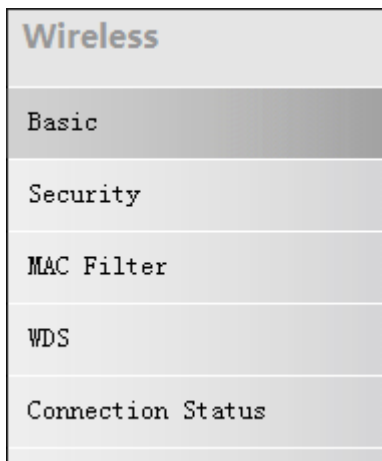 Wireless
Basic
Security
MAC Filter
WDS
Connection Status